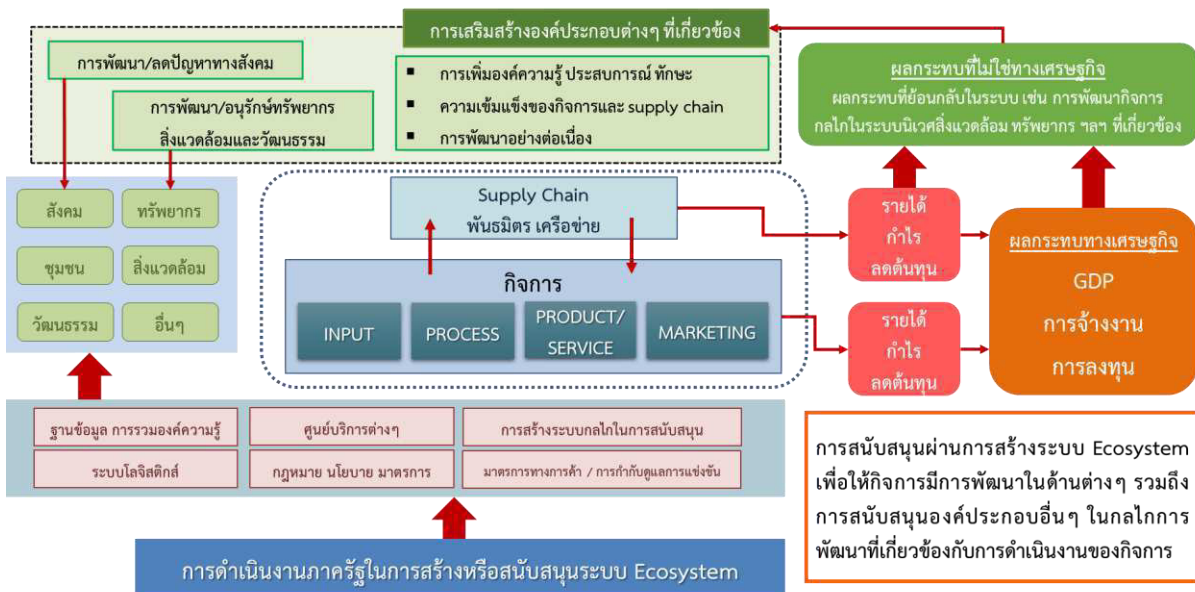 การเสริมสร้างองค์ประกอบต่างๆ ที่เกี่ยวข้อง
การพัฒนา/ลดปัญหาทางสังคม
การพัฒนา/อนุรักษ์ทรัพยากร
สิ่งแวดล้อมและวัฒนธรรม
▪ การเพิ่มองค์ความรู้ ประสบการณ์ ทักษะ
▪ ความเข้มแข็งของกิจการและ supply chain
▪ การพัฒนาอย่างต่อเนื่อง
ผลกระทบที่ไม่ใช่ทางเศรษฐกิจ
ผลกระทบที่ย้อนกลับในระบบ เช่น การพัฒนากิจการ
กลไกในระบบนิเวศสิ่งแวดล้อม ทรัพยากร ฯลฯ ที่เกี่ยวข้อง
สังคม
ทรัพยากร
ชุมชน
สิ่งแวดล้อม
วัฒนธรรม
อื่นๆ
Supply Chain
พันธมิตร เครือข่าย
กิจการ
INPUT
PROCESS
PRODUCT/
SERVICE
MARKETING
รายได้
กำไร
ลดต้นทุน
รายได้
กำไร
ลดต้นทุน
ผลกระทบทางเศรษฐกิจ
GDP
การจ้างงาน
การลงทุน
ฐานข้อมูล การรวมองค์ความรู้
ศูนย์บริการต่างๆ
การสร้างระบบกลไกในการสนับสนุน
ระบบโลจิสติกส์
กฎหมาย นโยบาย มาตรการ
มาตรการทางการค้า / การกำกับดูแลการแข่งขัน
การดำเนินงานภาครัฐในการสร้างหรือสนับสนุนระบบ Ecosystem
การสนับสนุนผ่านการสร้างระบบ Ecosystem
เพื่อให้กิจการมีการพัฒนาในด้านต่างๆ รวมถึง
การสนับสนุนองค์ประกอบอื่นๆ ในกลไกการ
พัฒนาที่เกี่ยวข้องกับการดำเนินงานของกิจการ